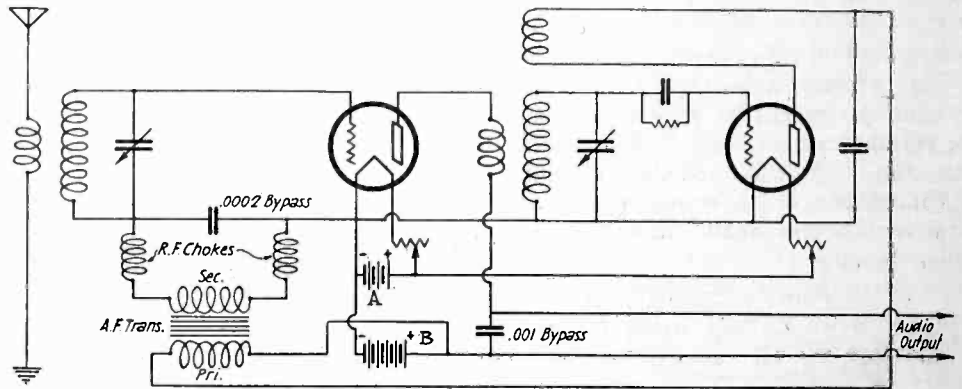 .0002 Bypass
R.F. Chokes
Sec.
A.F. Trans.
Pri.
- +
A
+ B
.001 Bypass
Audio
Output